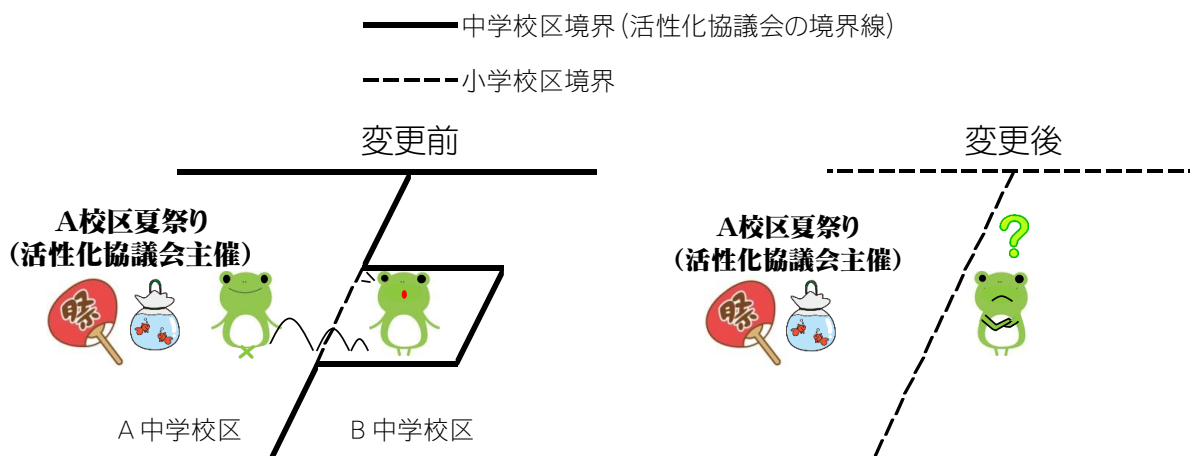 中学校区境界(活性化協議会の境界線)
小学校区境界
変更前
変更後
A校区夏祭り
(活性化協議会主催)
祭
A中学校区
B中学校区
A校区夏祭り
(活性化協議会主催)
?
祭